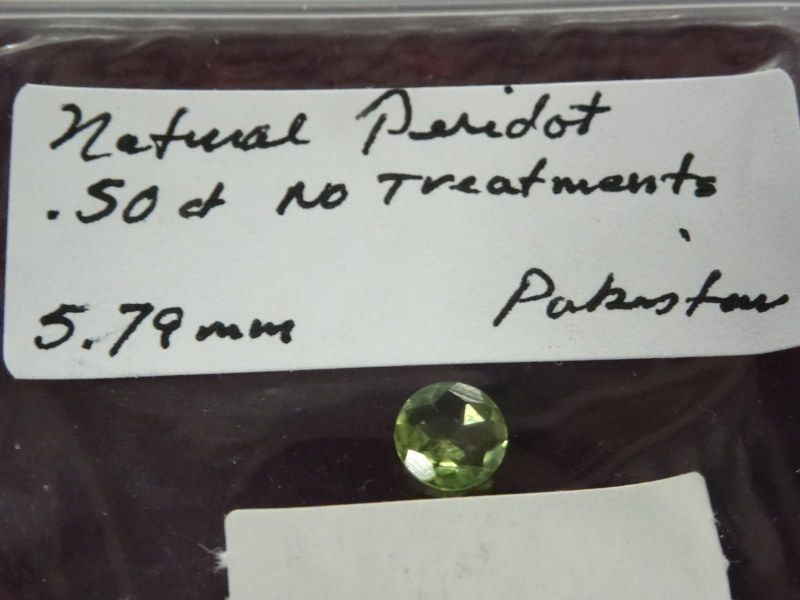 Natural Peridot
.50 ct No Treatments
5.79 mm Pakistan